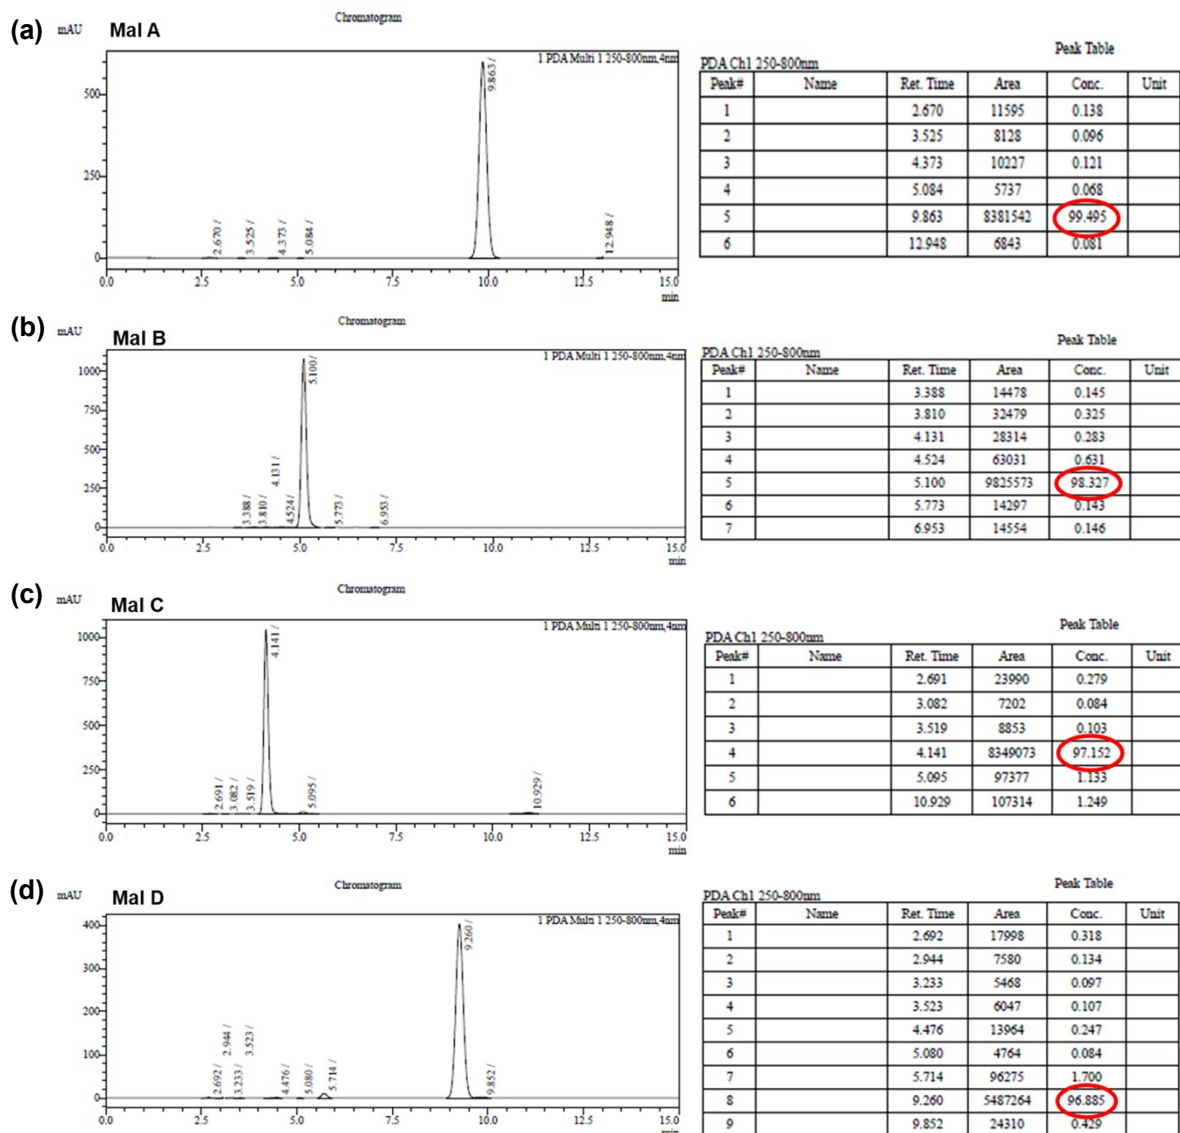 (a) mAU Mal A Chromatogram
1 PDA Multi 1 250-800nm,4nm
500
250
0
2.670 /
3.525 /
4.373 /
5.084 /
9.863 /
12.948 /
0.0 2.5 5.0 7.5 10.0 12.5 15.0
min
Peak Table
PDA Ch1 250-800nm
Peak# Name Ret. Time Area Conc. Unit
1 2.670 11595 0.138
2 3.525 8128 0.096
3 4.373 10227 0.121
4 5.084 5737 0.068
5 9.863 8381542 99.495
6 12.948 6843 0.081
(b) mAU Mal B Chromatogram
1 PDA Multi 1 250-800nm,4nm
1000
750
500
250
0
3.388 /
3.810 /
4.131 /
4.524 /
5.100 /
5.773 /
6.953 /
0.0 2.5 5.0 7.5 10.0 12.5 15.0
min
Peak Table
PDA Ch1 250-800nm
Peak# Name Ret. Time Area Conc. Unit
1 3.388 14478 0.145
2 3.810 32479 0.325
3 4.131 28314 0.283
4 4.524 63031 0.631
5 5.100 9825573 98.327
6 5.773 14297 0.143
7 6.953 14554 0.146
(c) mAU Mal C Chromatogram
1 PDA Multi 1 250-800nm,4nm
1000
750
500
250
0
2.691 /
3.082 /
3.519 /
4.141 /
5.095 /
10.929 /
0.0 2.5 5.0 7.5 10.0 12.5 15.0
min
Peak Table
PDA Ch1 250-800nm
Peak# Name Ret. Time Area Conc. Unit
1 2.691 23990 0.279
2 3.082 7202 0.084
3 3.519 8853 0.103
4 4.141 8349073 97.152
5 5.095 97377 1.133
6 10.929 107314 1.249
(d) mAU Mal D Chromatogram
1 PDA Multi 1 250-800nm,4nm
400
300
200
100
0
2.692 /
2.944 /
3.233 /
3.523 /
4.476 /
5.080 /
5.714 /
9.260 /
9.852 /
0.0 2.5 5.0 7.5 10.0 12.5 15.0
min
Peak Table
PDA Ch1 250-800nm
Peak# Name Ret. Time Area Conc. Unit
1 2.692 17998 0.318
2 2.944 7580 0.134
3 3.233 5468 0.097
4 3.523 6047 0.107
5 4.476 13964 0.247
6 5.080 4764 0.084
7 5.714 96275 1.700
8 9.260 5487264 96.885
9 9.852 24310 0.429